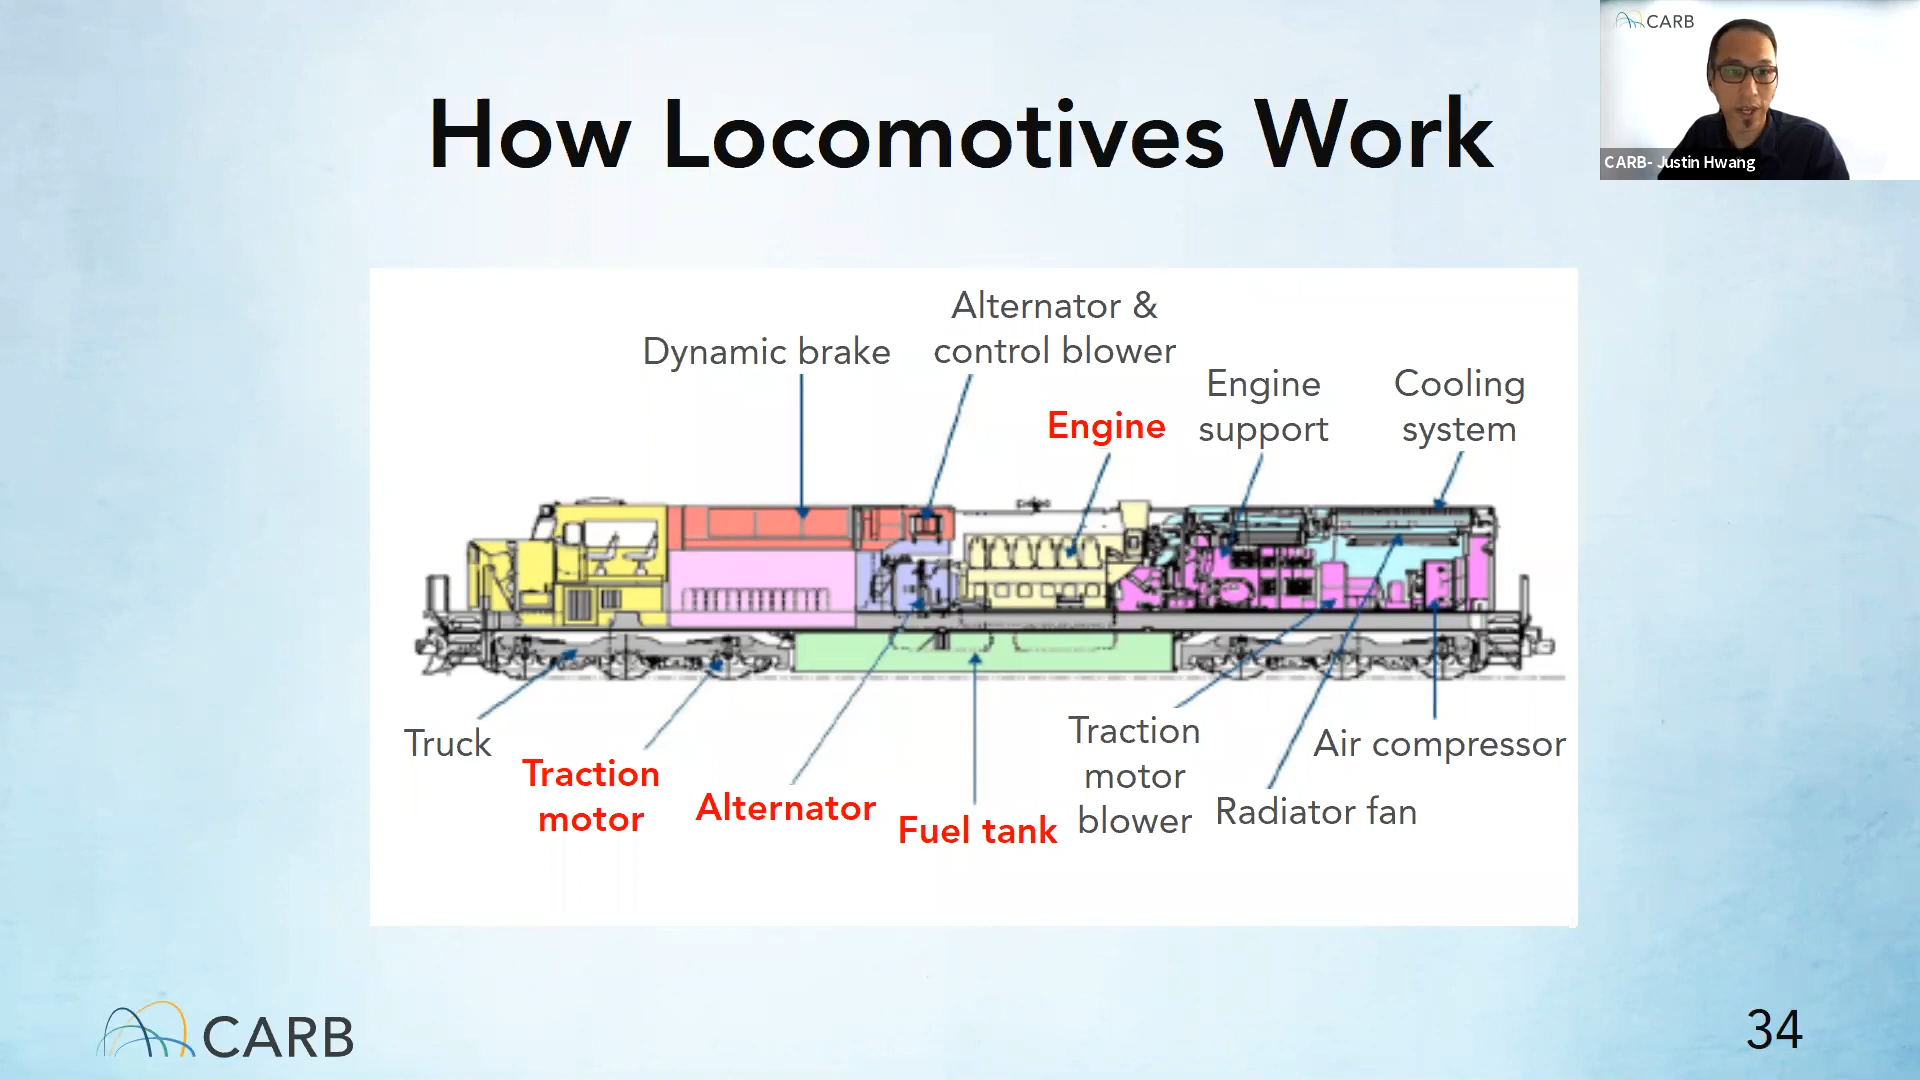 CARB
CARB- Justin Hwang
How Locomotives Work
Alternator &
control blower
Dynamic brake
Engine
Engine
support
Cooling
system
Truck
Traction
motor
Alternator
Fuel tank
Traction
motor
blower
Radiator fan
Air compressor
CARB
34